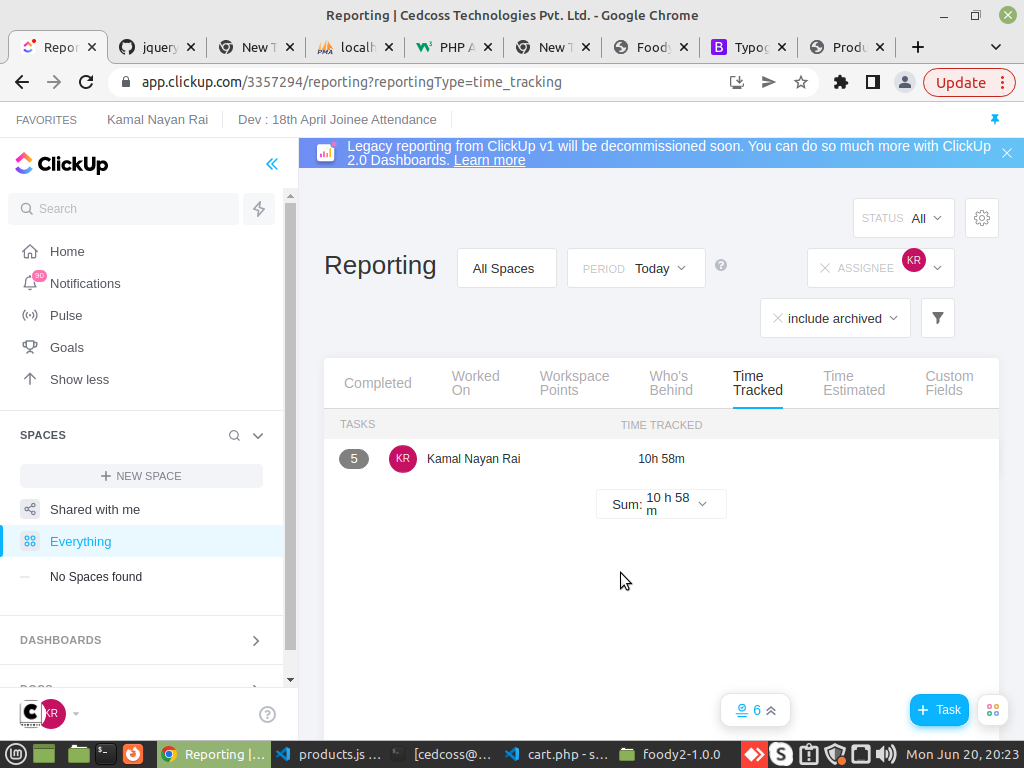 Reporting | Cedcoss Technologies Pvt. Ltd. - Google Chrome
Repor
jquery
New T
localh
PHP A
New T
Foody
Typog
Produ
app.clickup.com/3357294/reporting?reportingType=time_tracking
Update
FAVORITES
Kamal Nayan Rai
Dev : 18th April Joinee Attendance
ClickUp
Legacy reporting from ClickUp v1 will be decommissioned soon. You can do so much more with ClickUp
2.0 Dashboards. Learn more
Search
STATUS All
Home
90
Notifications
Pulse
Goals
Show less
Reporting
All Spaces
PERIOD Today
ASSIGNEE KR
include archived
SPACES
NEW SPACE
Shared with me
Everything
No Spaces found
DASHBOARDS
Completed
Worked
On
Workspace
Points
Who's
Behind
Time
Tracked
Time
Estimated
Custom
Fields
TASKS
TIME TRACKED
5
KR
Kamal Nayan Rai
10h 58m
Sum: 10 h 58
m
DOCS
C
KR
6
+ Task
Reporting |...
products.js ...
[cedcoss@...
cart.php - s...
foody2-1.0.0
Mon Jun 20, 20:23